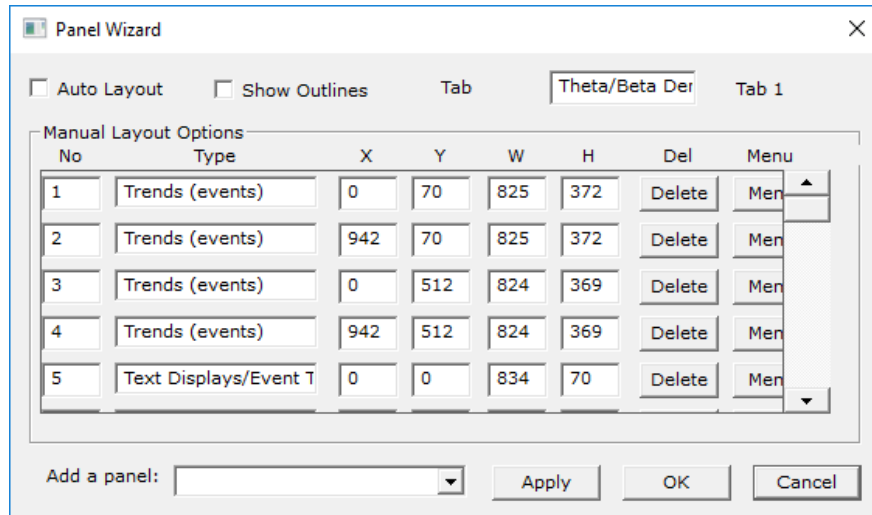 Panel Wizard
Auto Layout Show Outlines Tab Theta/Beta Der Tab 1
Manual Layout Options
No Type X Y W H Del Menu
1 Trends (events) 0 70 825 372 Delete Men
2 Trends (events) 942 70 825 372 Delete Men
3 Trends (events) 0 512 824 369 Delete Men
4 Trends (events) 942 512 824 369 Delete Men
5 Text Displays/Event T 0 0 834 70 Delete Men
Add a panel: Apply OK Cancel